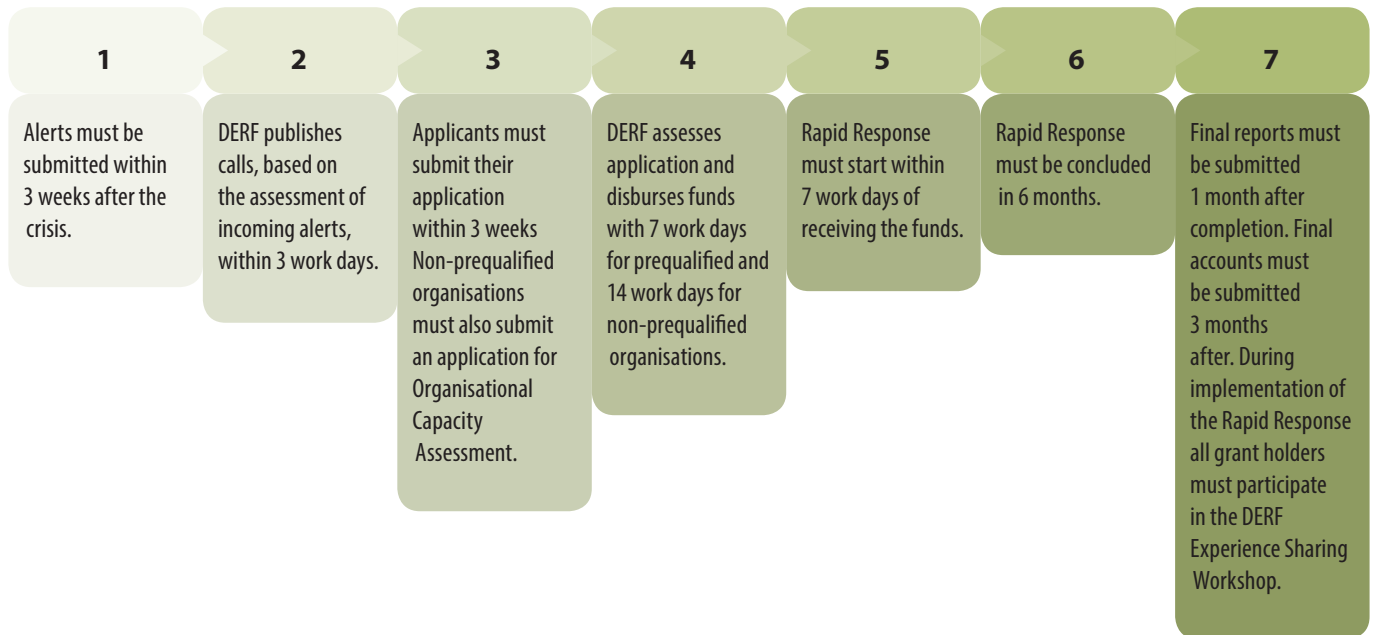 1
Alerts must be
submitted within
3 weeks after the
crisis.
2
DERF publishes
calls, based on
the assessment of
incoming alerts,
within 3 work days.
3
Applicants must
submit their
application
within 3 weeks
Non-prequalified
organisations
must also submit
an application for
Organisational
Capacity
Assessment.
4
DERF assesses
application and
disburses funds
with 7 work days
for prequalified and
14 work days for
non-prequalified
organisations.
5
Rapid Response
must start within
7 work days of
receiving the funds.
6
Rapid Response
must be concluded
in 6 months.
7
Final reports must
be submitted
1 month after
completion. Final
accounts must
be submitted
3 months
after. During
implementation of
the Rapid Response
all grant holders
must participate
in the DERF
Experience Sharing
Workshop.